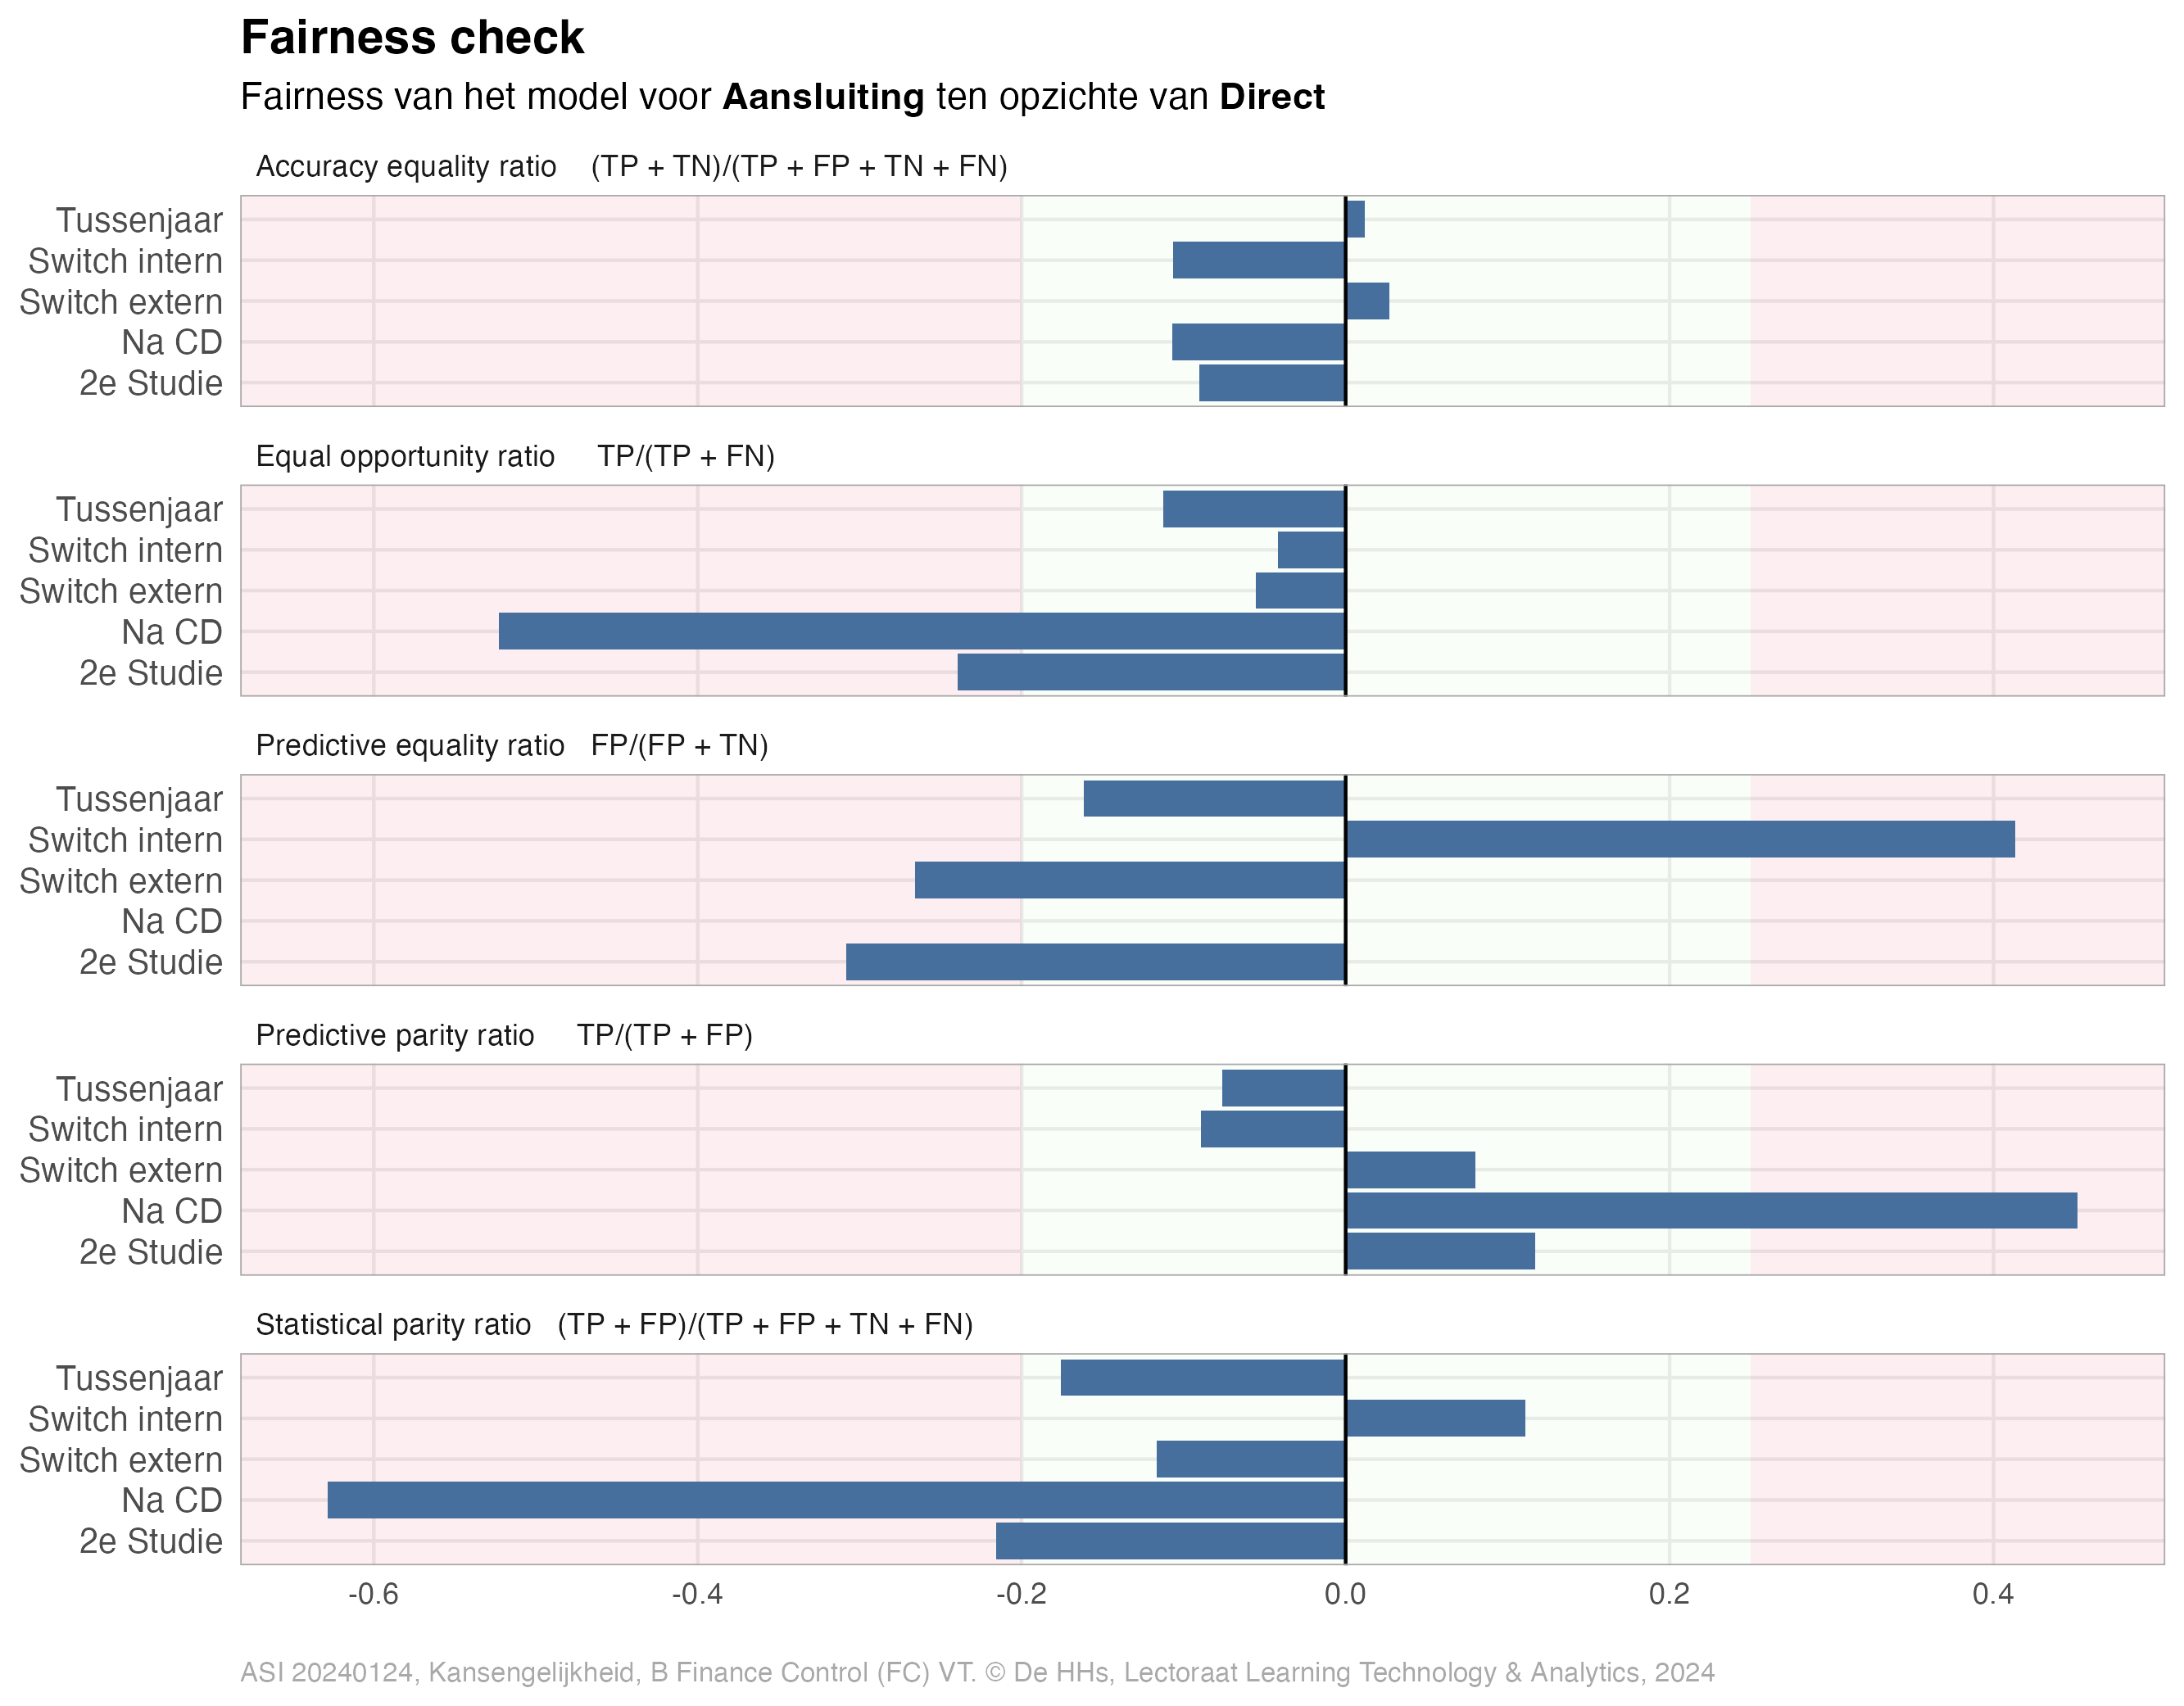 Fairness check
Fairness van het model voor Aansluiting ten opzichte van Direct
Accuracy equality ratio (TP + TN)/(TP + FP + TN + FN)
Tussenjaar
Switch intern
Switch extern
Na CD
2e Studie
Equal opportunity ratio TP/(TP + FN)
Tussenjaar
Switch intern
Switch extern
Na CD
2e Studie
Predictive equality ratio FP/(FP + TN)
Tussenjaar
Switch intern
Switch extern
Na CD
2e Studie
Predictive parity ratio TP/(TP + FP)
Tussenjaar
Switch intern
Switch extern
Na CD
2e Studie
Statistical parity ratio (TP + FP)/(TP + FP + TN + FN)
Tussenjaar
Switch intern
Switch extern
Na CD
2e Studie
-0.6 -0.4 -0.2 0.0 0.2 0.4
ASI 20240124, Kansengelijkheid, B Finance Control (FC) VT. © De HHs, Lectoraat Learning Technology & Analytics, 2024